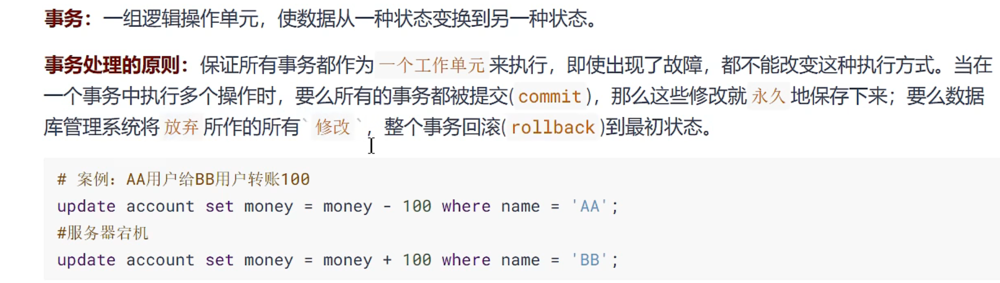 事务：一组逻辑操作单元，使数据从一种状态变换到另一种状态。
事务处理的原则：保证所有事务都作为 一个工作单元 来执行，即使出现了故障，都不能改变这种执行方式。当在
一个事务中执行多个操作时，要么所有的事务都被提交( commit )，那么这些修改就 永久 地保存下来；要么数据
库管理系统将 放弃 所作的所有` 修改 `，整个事务回滚( rollback )到最初状态。
# 案例：AA用户给BB用户转账100
update account set money = money - 100 where name = 'AA';
#服务器宕机
update account set money = money + 100 where name = 'BB';